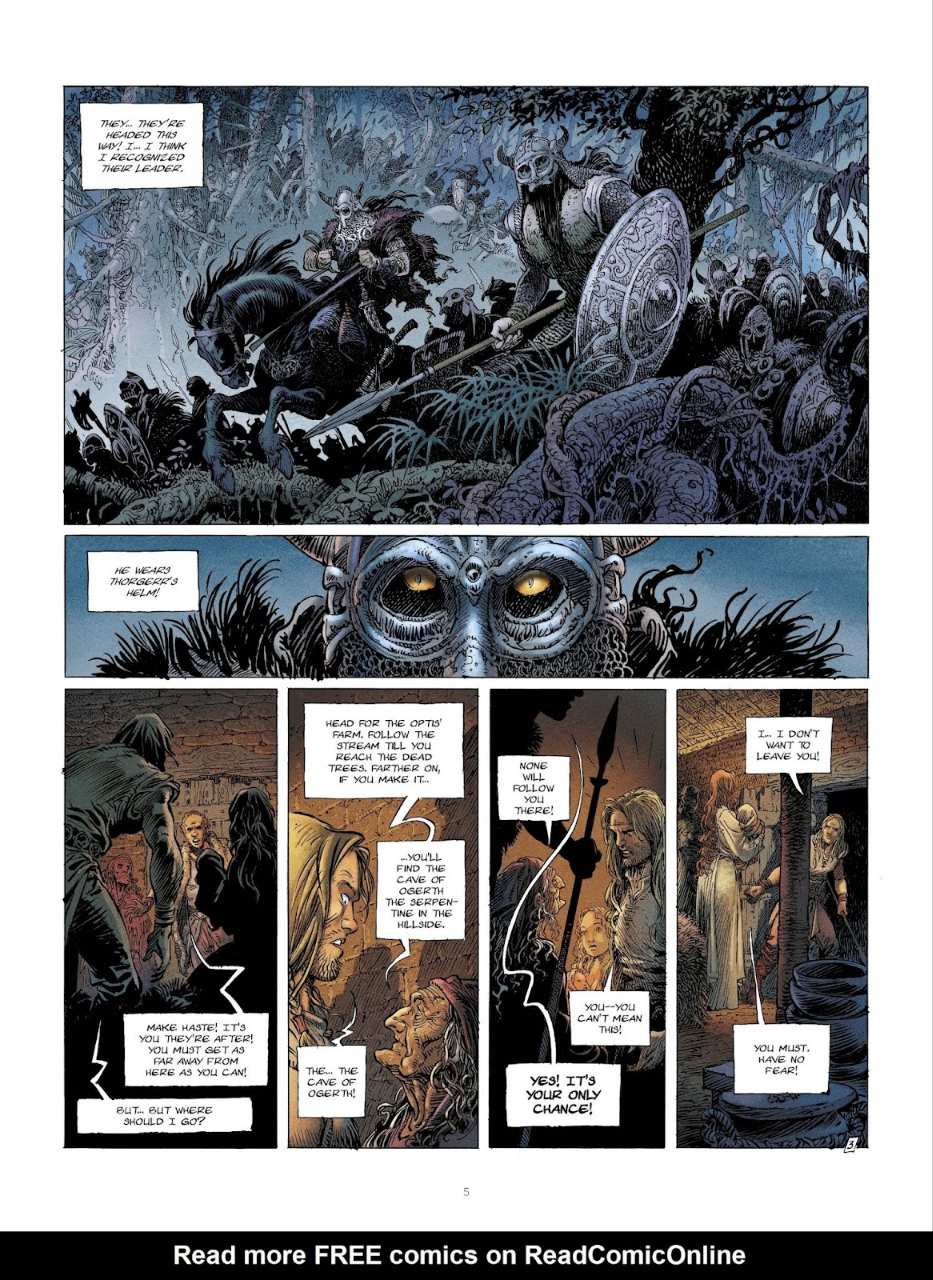 THEY... THEY'RE
HEADED THIS
WAY! I... I THINK
I RECOGNIZED
THEIR LEADER.
HE WEARS
THORGERR'S
HELM!
MAKE HASTE! IT'S
YOU THEY'RE AFTER!
YOU MUST GET AS
FAR AWAY FROM
HERE AS YOU CAN!
BUT... BUT WHERE
SHOULD I GO?
HEAD FOR THE OPTIS'
FARM. FOLLOW THE
STREAM TILL YOU
REACH THE DEAD
TREES. FARTHER ON,
IF YOU MAKE IT...
...YOU'LL
FIND THE
CAVE OF
OGERTH
THE SERPEN-
TINE IN THE
HILLSIDE.
THE... THE
CAVE OF
OGERTH!
NONE
WILL
FOLLOW
YOU
THERE!
YOU--YOU
CAN'T MEAN
THIS!
YES! IT'S
YOUR ONLY
CHANCE!
I... I DON'T
WANT TO
LEAVE YOU!
YOU MUST.
HAVE NO
FEAR!
3
5
Read more FREE comics on ReadComicOnline